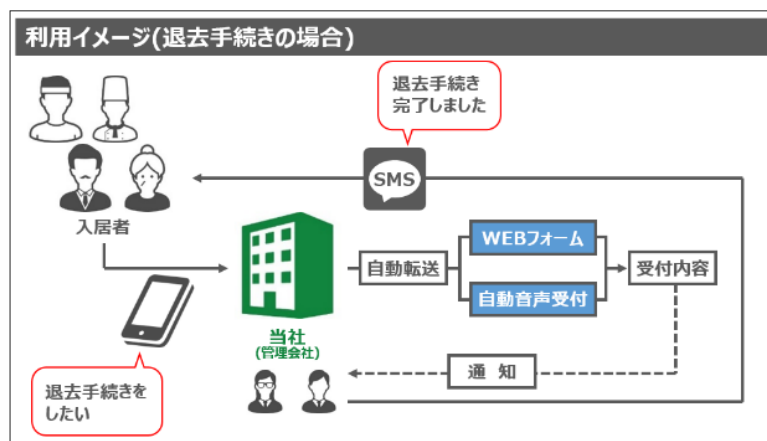 利用イメージ(退去手続きの場合)
退去手続き
完了しました
SMS
入居者
WEBフォーム
自動転送
受付内容
自動音声受付
当社
(管理会社)
通 知
退去手続きを
したい